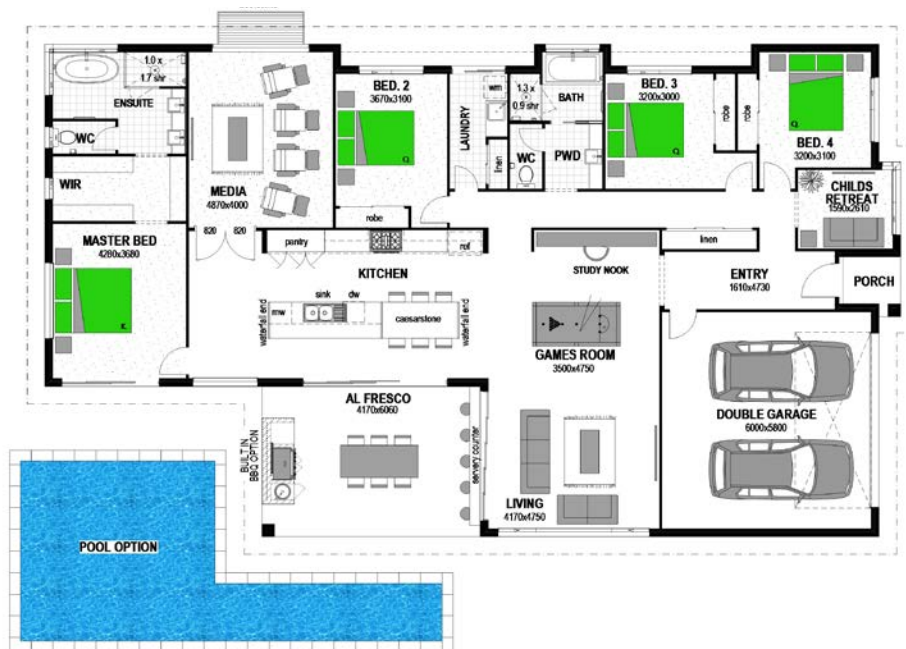 1.0 x
1.7 shr
ENSUITE
WC
WIR
MASTER BED
4280x3680
MEDIA
4870x4000
820 820
BED. 2
3670x3100
robe
LAUNDRY
wm
linen
1.3 x
0.9 shr
BATH
WC
PWD
BED. 3
3200x3000
robe
robe
BED. 4
3200x3100
CHILDS
RETREAT
1590x2610
pantry
ref
KITCHEN
sink
dw
mw
caesarstone
waterfall end
waterfall end
STUDY NOOK
linen
ENTRY
1610x4730
PORCH
GAMES ROOM
3500x4750
DOUBLE GARAGE
6000x5800
AL FRESCO
4170x6060
BUILT IN
BBQ OPTION
servery counter
LIVING
4170x4750
POOL OPTION